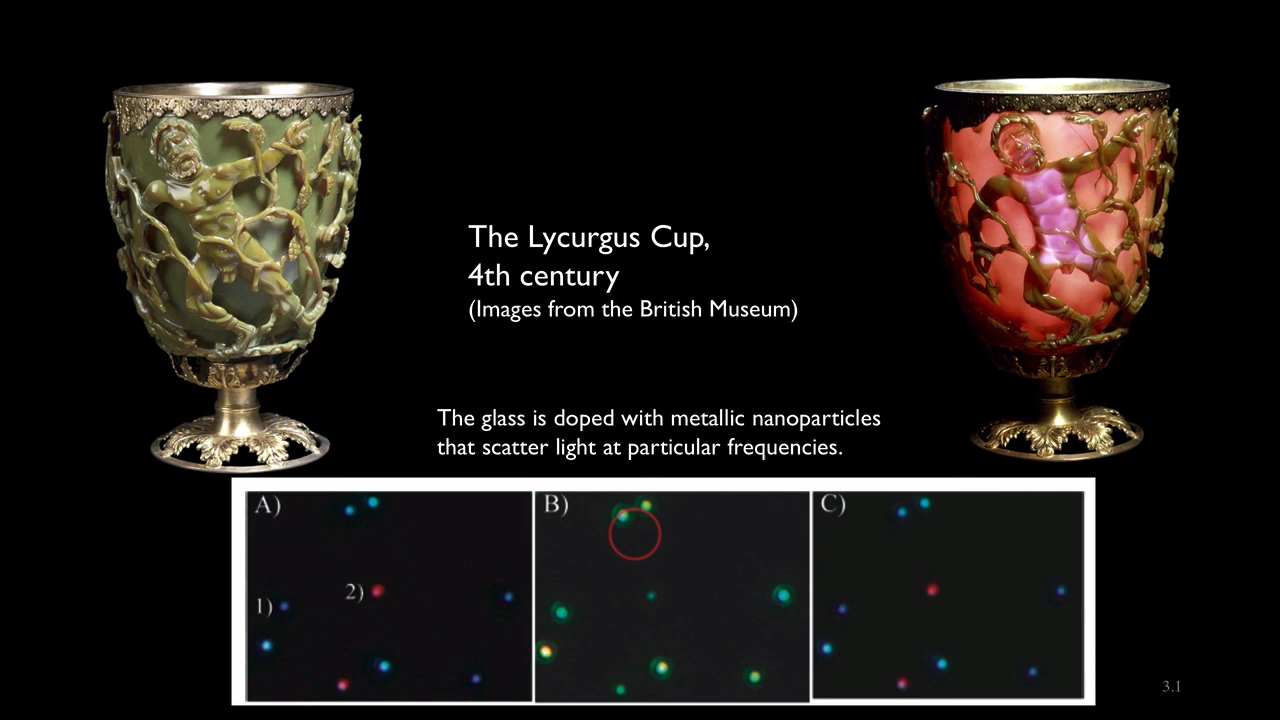 The Lycurgus Cup,
4th century
(Images from the British Museum)
The glass is doped with metallic nanoparticles
that scatter light at particular frequencies.
A)
B)
C)
2)
1)
3.1